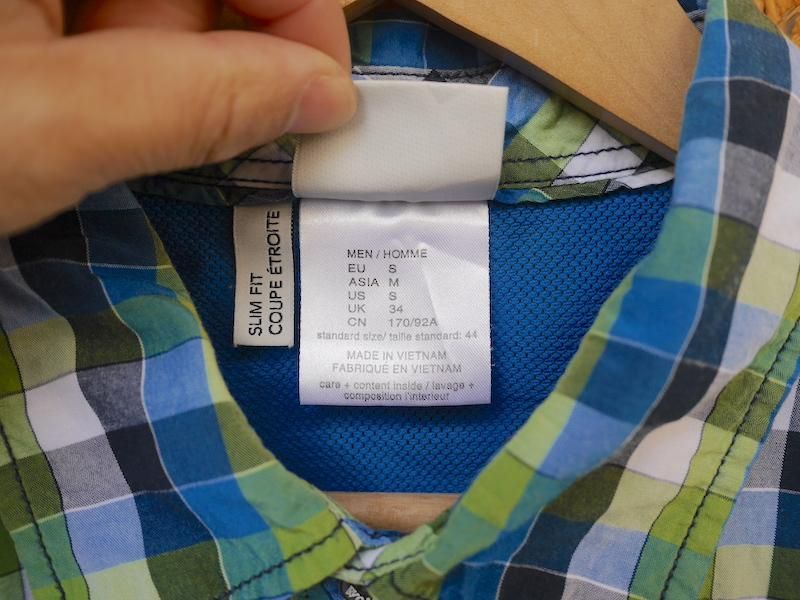 SLIM FIT
COUPE ÉTROITE
MEN / HOMME
EU S
ASIA M
US S
UK 34
CN 170/92A
standard size/ taille standard: 44
MADE IN VIETNAM
FABRIQUÉ EN VIETNAM
care + content inside / lavage +
composition l'interieur